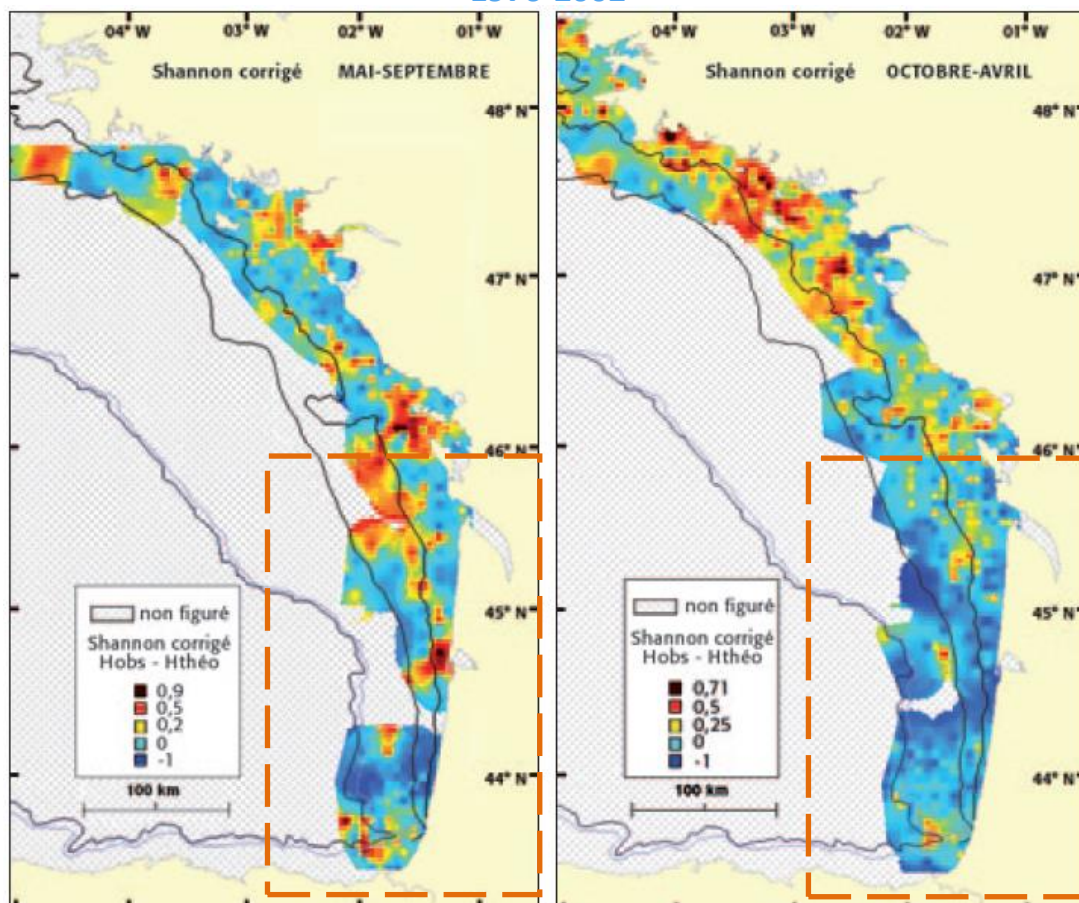 04° W 03° W 02° W 01° W
Shannon corrigé MAI-SEPTEMBRE
48° N
47° N
46° N
45° N
44° N
non figuré
Shannon corrigé
Hobs - Hthéo
0,9
0,5
0,2
0
-1
100 km
04° W 03° W 02° W 01° W
Shannon corrigé OCTOBRE-AVRIL
48° N
47° N
46° N
45° N
44° N
non figuré
Shannon corrigé
Hobs - Hthéo
0,71
0,5
0,25
0
-1
100 km